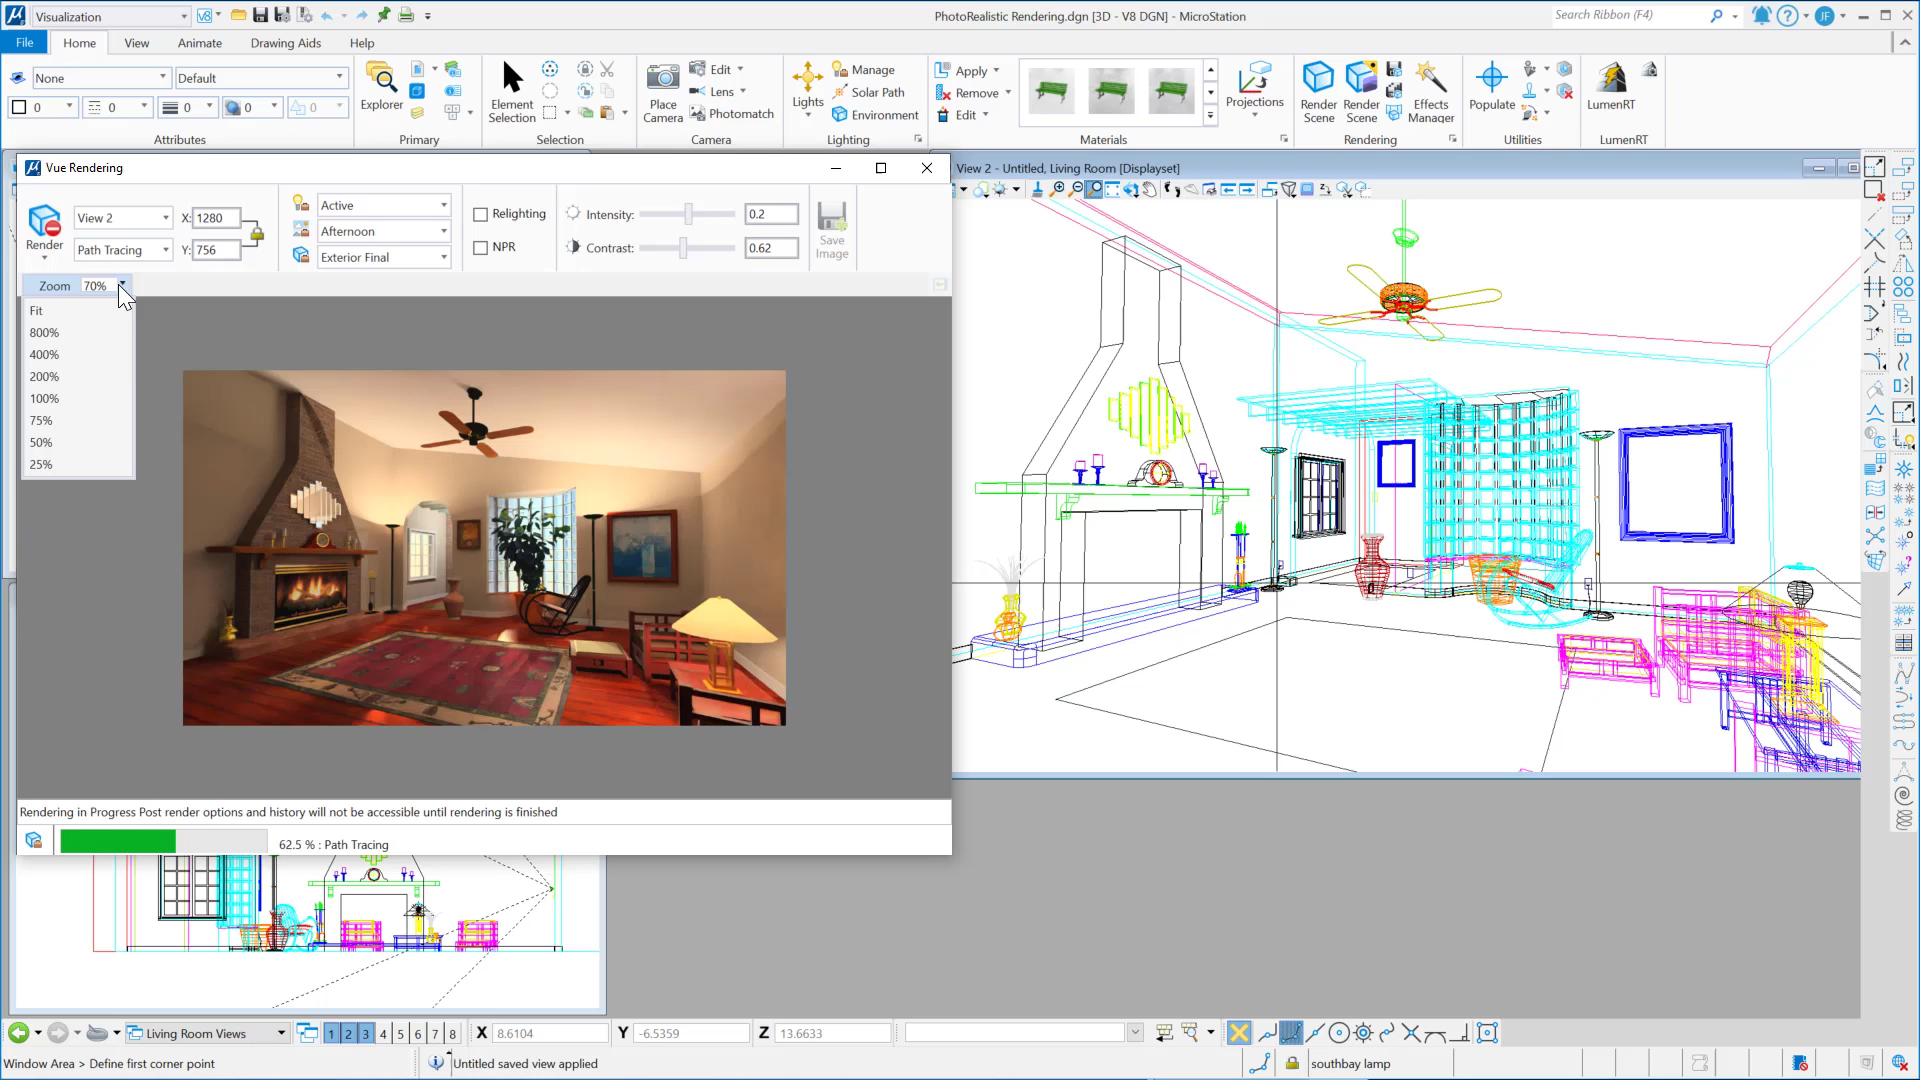 Visualization
PhotoRealistic Rendering.dgn [3D - V8 DGN] - MicroStation
Search Ribbon (F4)
JF
File
Home
View
Animate
Drawing Aids
Help
None
Default
0
0
0
0
0
Attributes
Explorer
Primary
Element
Selection
Selection
Place
Camera
Edit
Lens
Photomatch
Camera
Lights
Manage
Solar Path
Environment
Lighting
Apply
Remove
Edit
Materials
Projections
Render
Scene
Render
Scene
Effects
Manager
Rendering
Populate
Utilities
LumenRT
LumenRT
Vue Rendering
Render
View 2
Path Tracing
X: 1280
Y: 756
Active
Afternoon
Exterior Final
Relighting
NPR
Intensity: 0.2
Contrast: 0.62
Save
Image
Zoom 70%
Fit
800%
400%
200%
100%
75%
50%
25%
Rendering in Progress Post render options and history will not be accessible until rendering is finished
62.5 % : Path Tracing
View 2 - Untitled, Living Room [Displayset]
Living Room Views
1 2 3 4 5 6 7 8
X 8.6104
Y -6.5359
Z 13.6633
Window Area > Define first corner point
Untitled saved view applied
southbay lamp